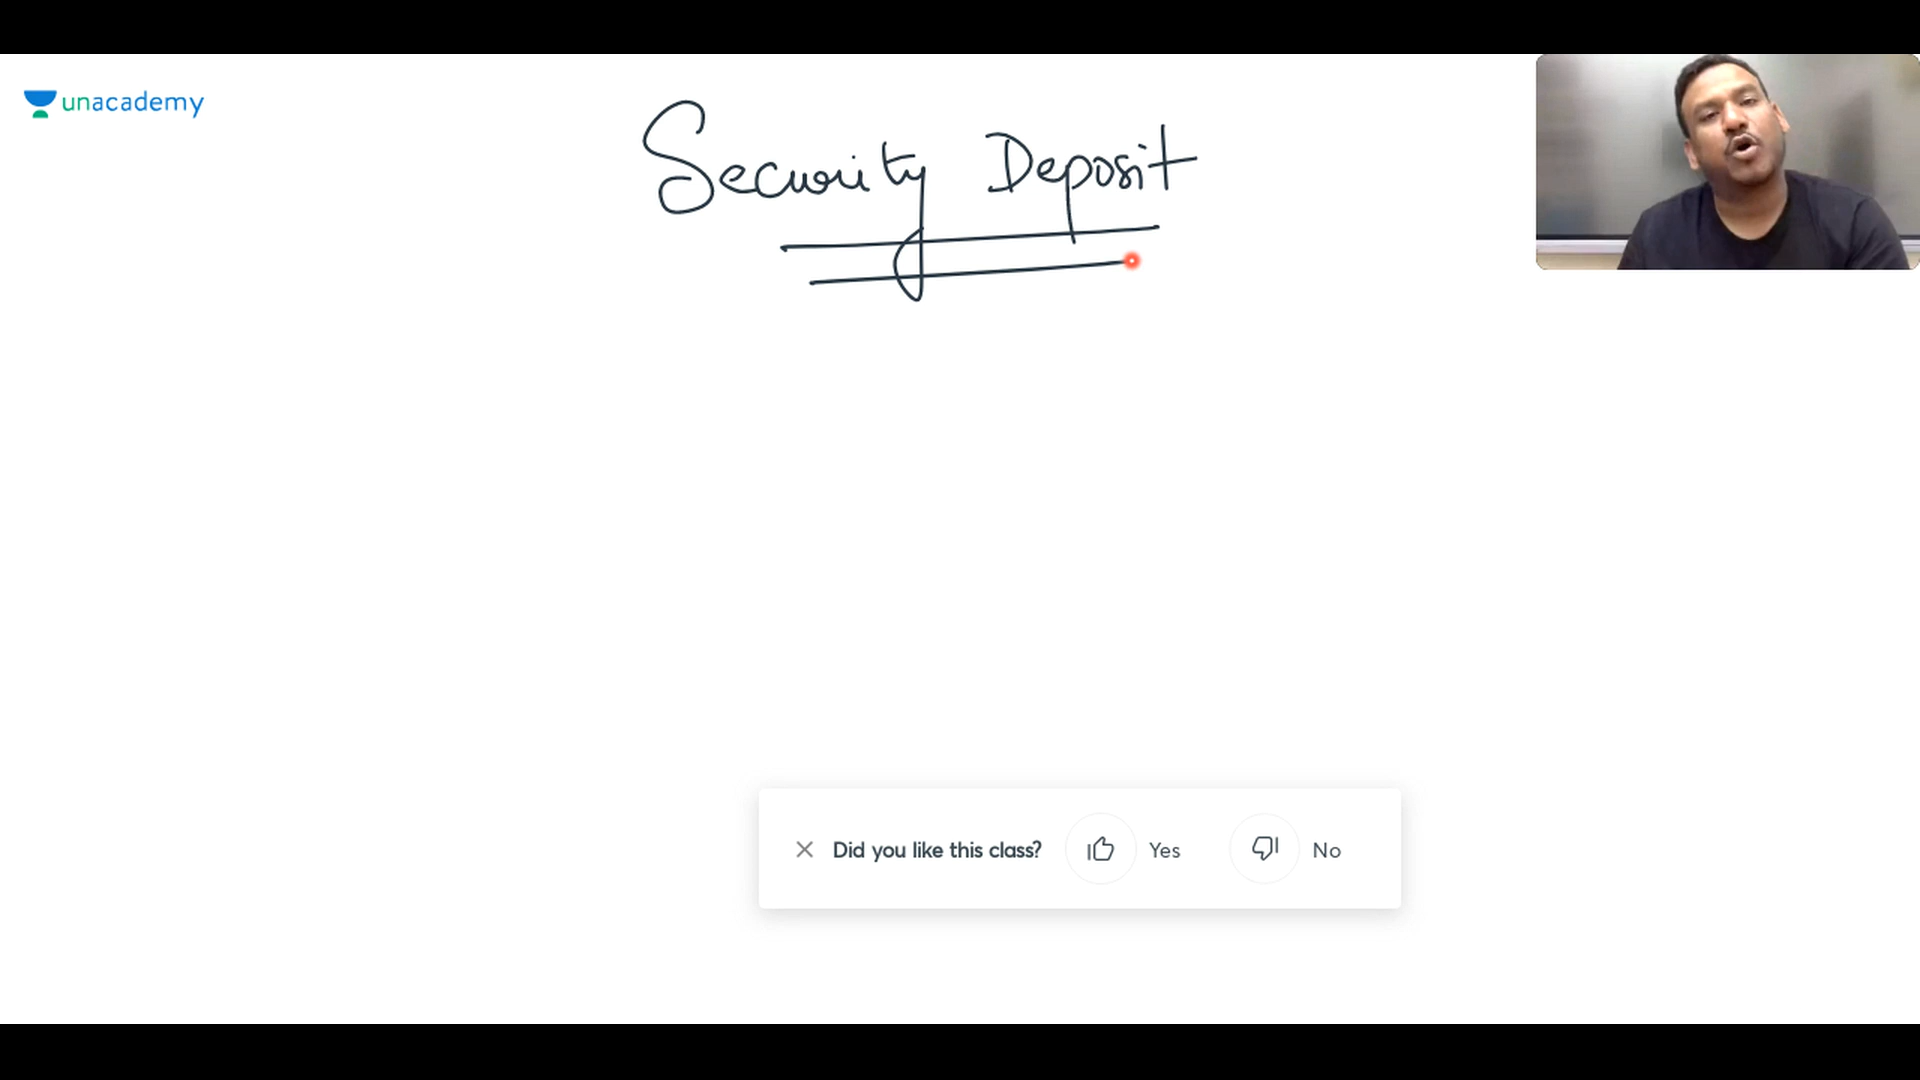 unacademy
Security Deposit
Did you like this class?
Yes
No